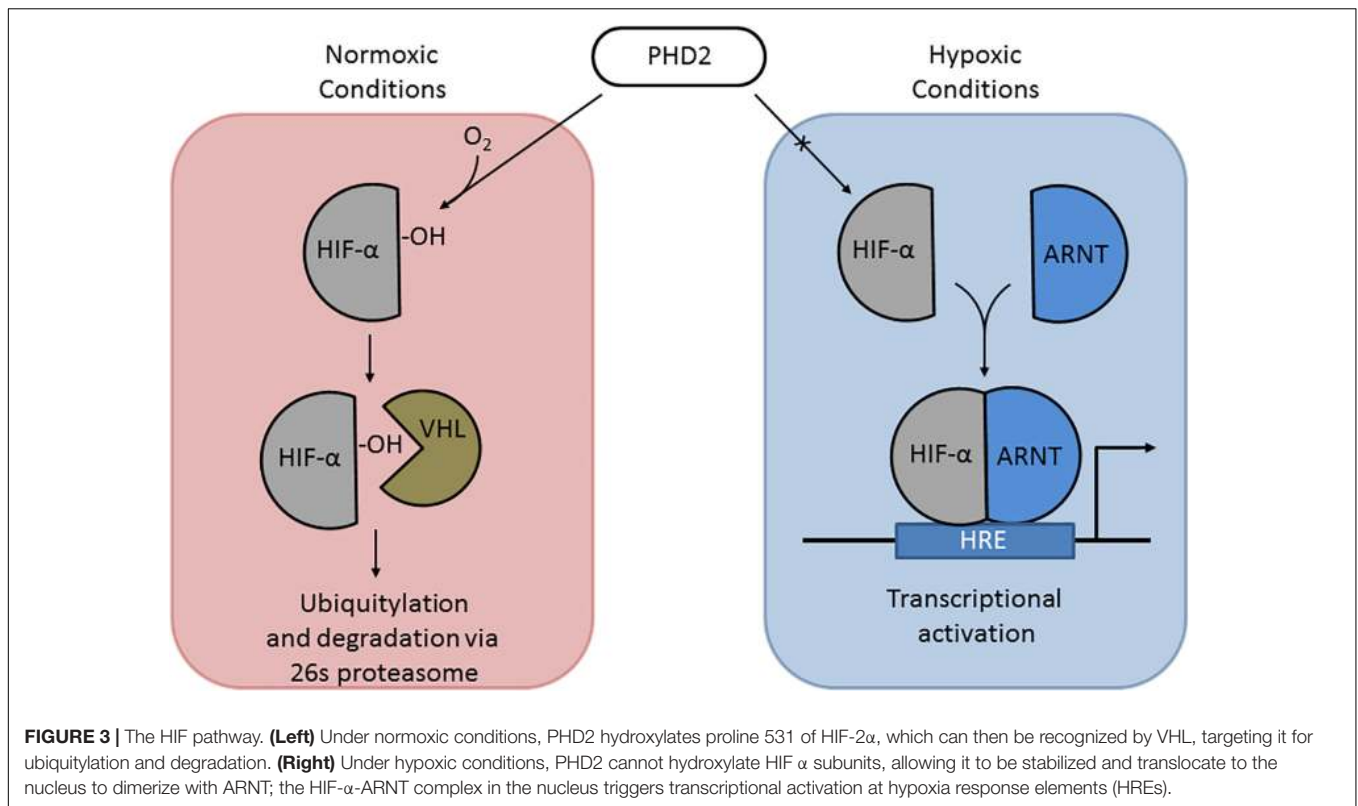 Normoxic
Conditions
PHD2
Hypoxic
Conditions
O2
HIF-α
-OH
HIF-α
-OH
VHL
Ubiquitylation
and degradation via
26s proteasome
HIF-α
ARNT
HIF-α
ARNT
HRE
Transcriptional
activation
FIGURE 3 | The HIF pathway. (Left) Under normoxic conditions, PHD2 hydroxylates proline 531 of HIF-2α, which can then be recognized by VHL, targeting it for
ubiquitylation and degradation. (Right) Under hypoxic conditions, PHD2 cannot hydroxylate HIF α subunits, allowing it to be stabilized and translocate to the
nucleus to dimerize with ARNT; the HIF-α-ARNT complex in the nucleus triggers transcriptional activation at hypoxia response elements (HREs).